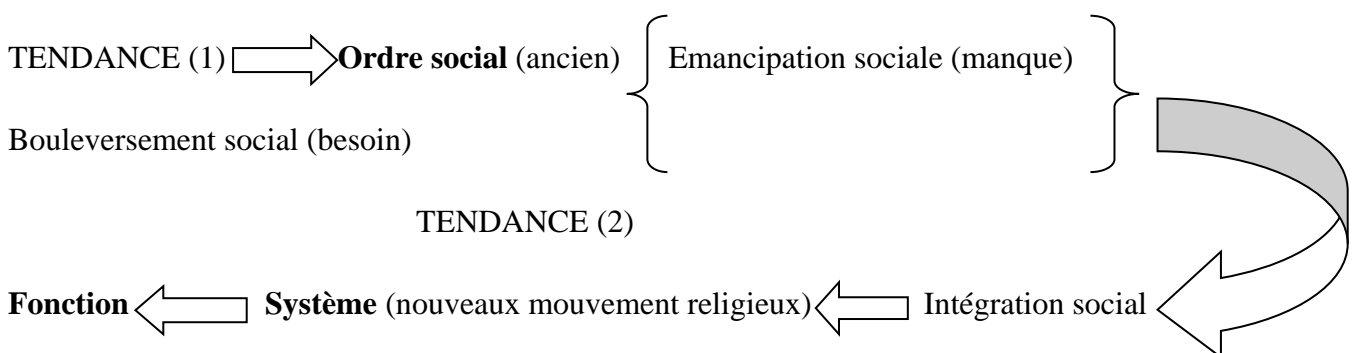 TENDANCE (1) Ordre social (ancien) Emancipation sociale (manque)
Bouleversement social (besoin)
TENDANCE (2)
Fonction Système (nouveaux mouvement religieux) Intégration social